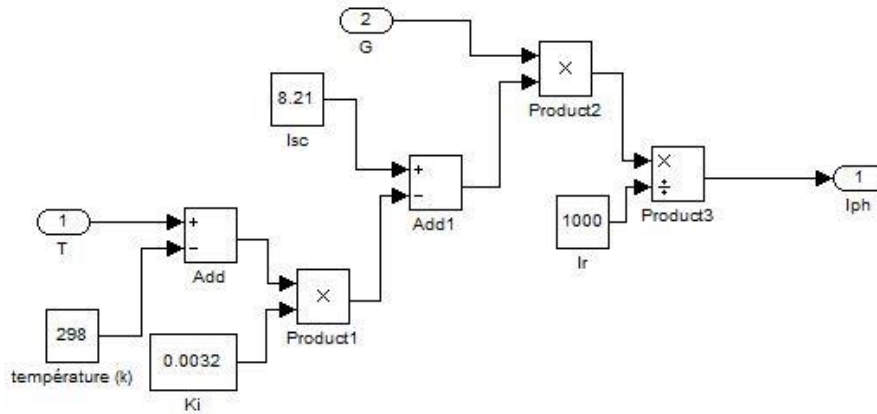 2
G
×
Product2
8.21
Isc
+
−
Add1
×
÷
Product3
1
Iph
1000
Ir
1
T
+
−
Add
×
Product1
298
température (k)
0.0032
Ki